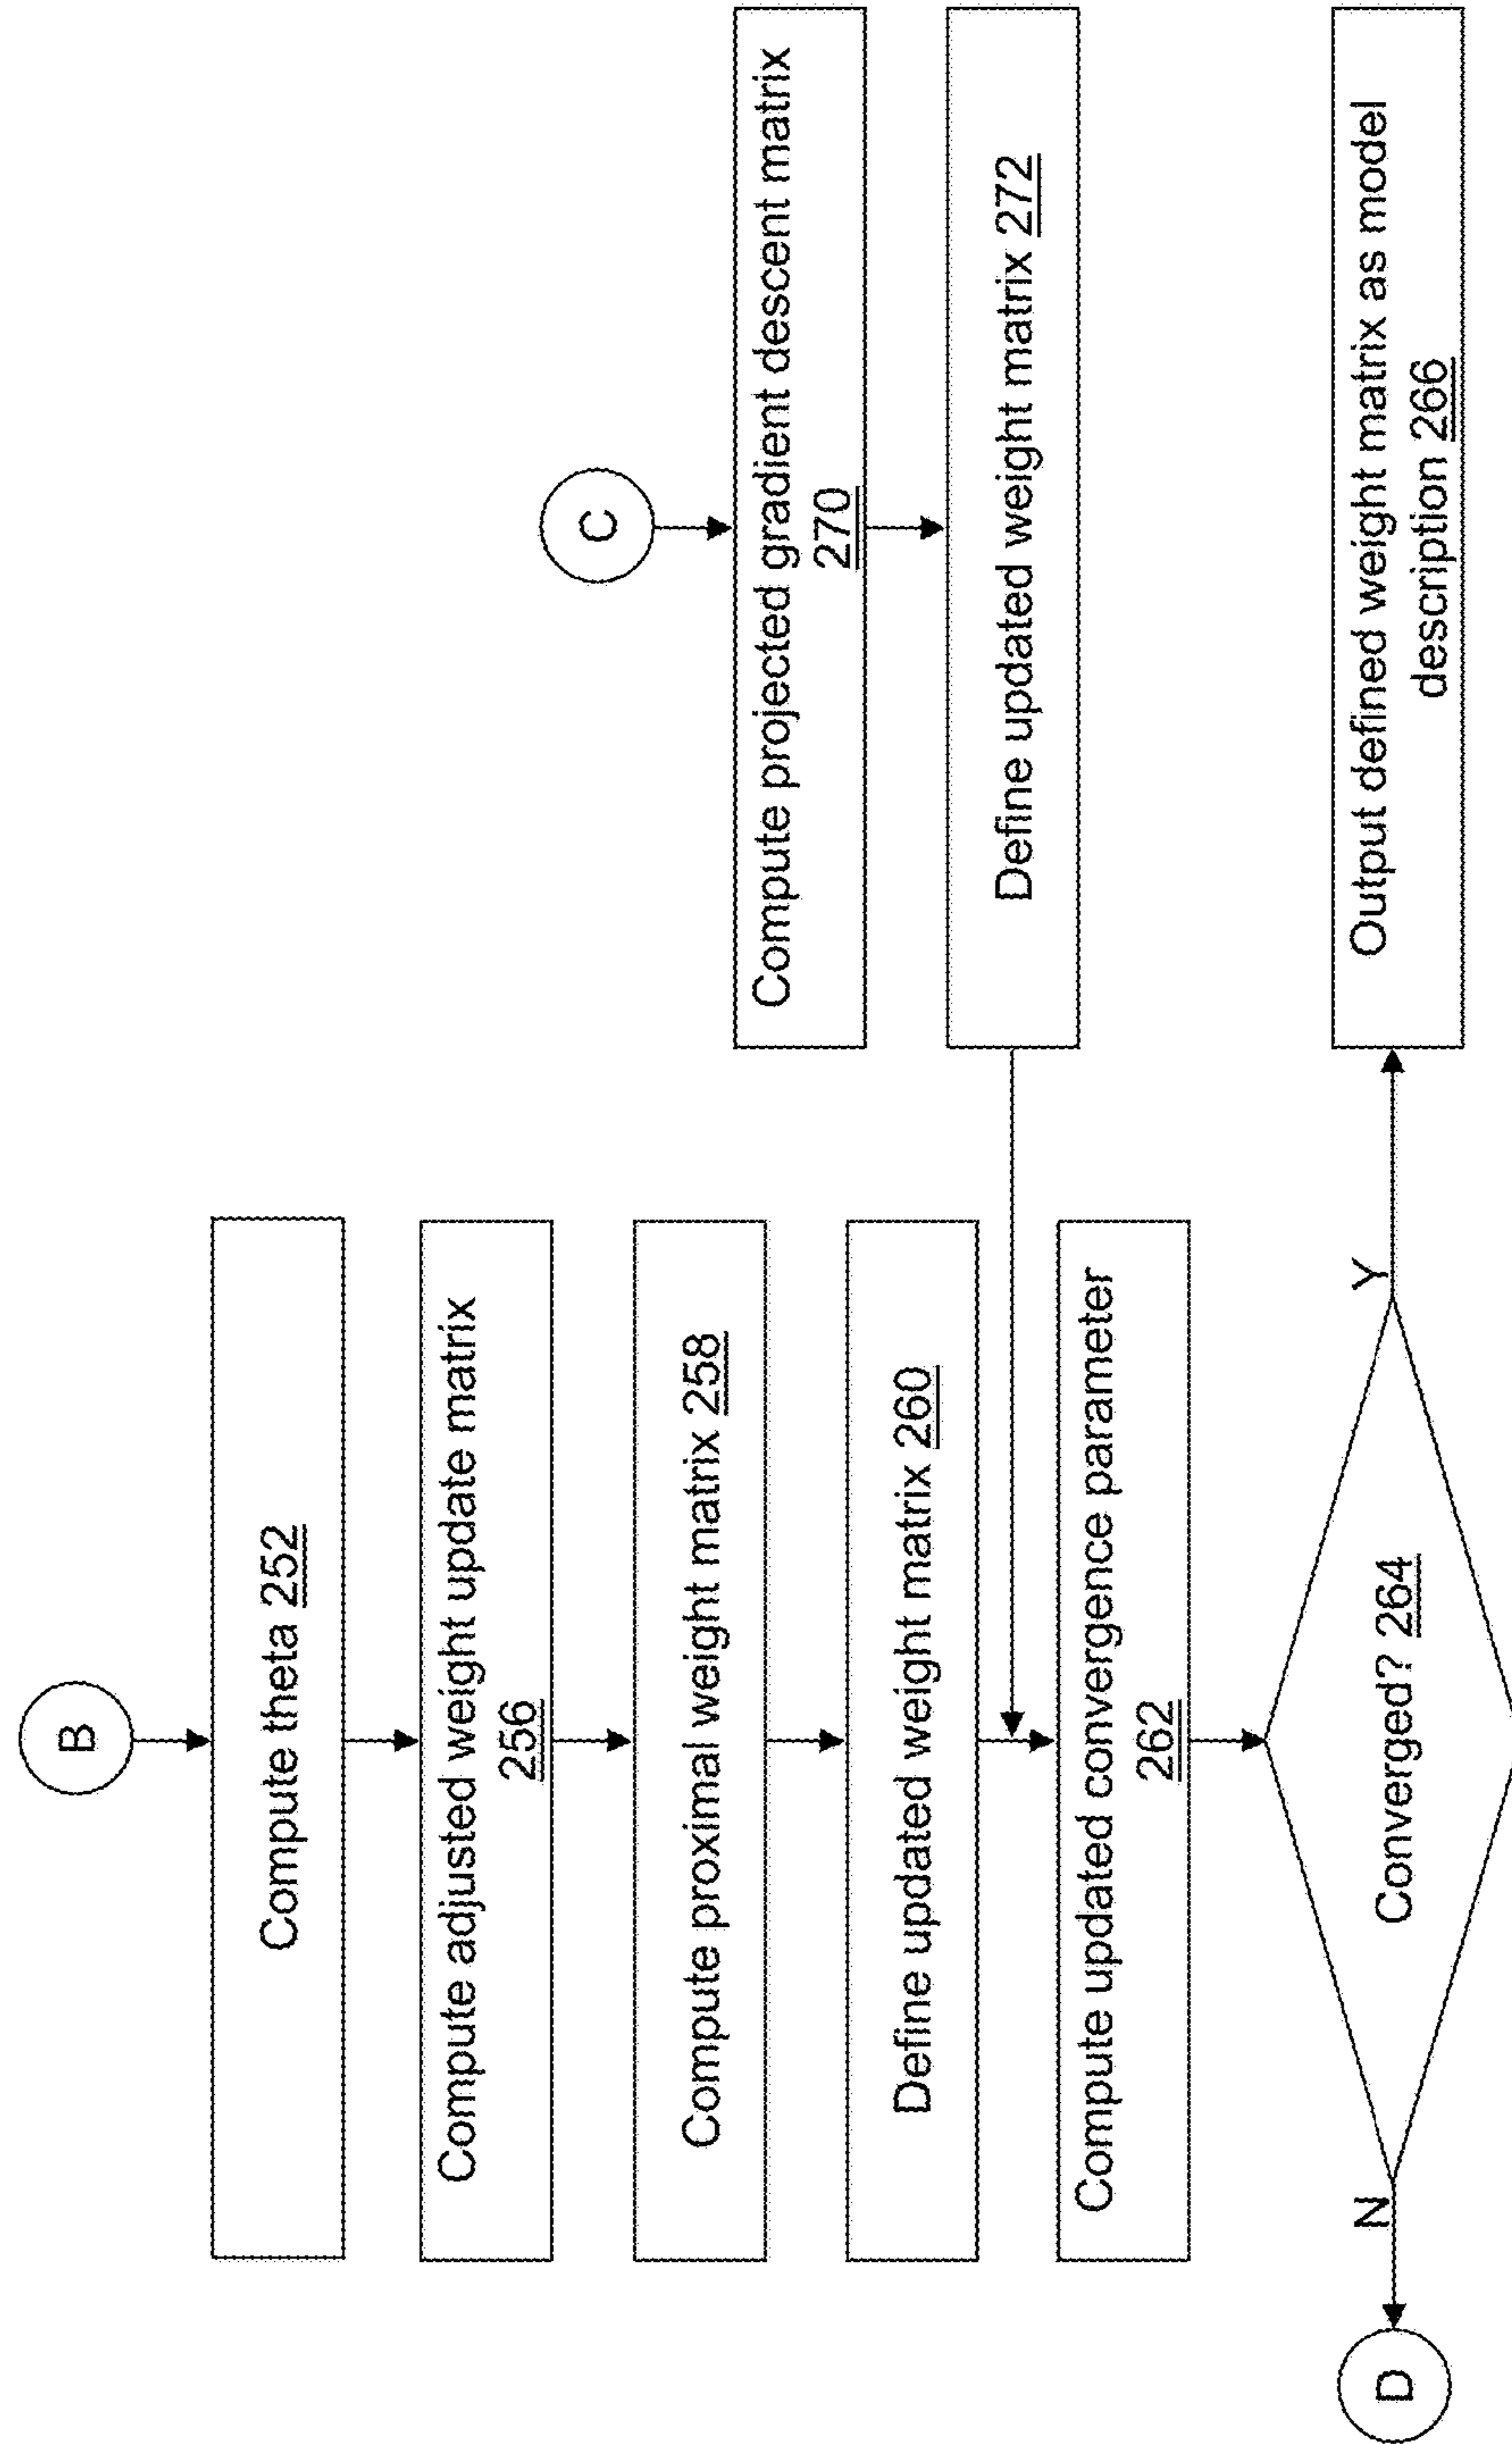 B
Compute theta 252
Compute adjusted weight update matrix
256
Compute proximal weight matrix 258
Define updated weight matrix 260
Compute updated convergence parameter
262
Converged? 264
N
Y
D
C
Compute projected gradient descent matrix
270
Define updated weight matrix 272
Output defined weight matrix as model
description 266